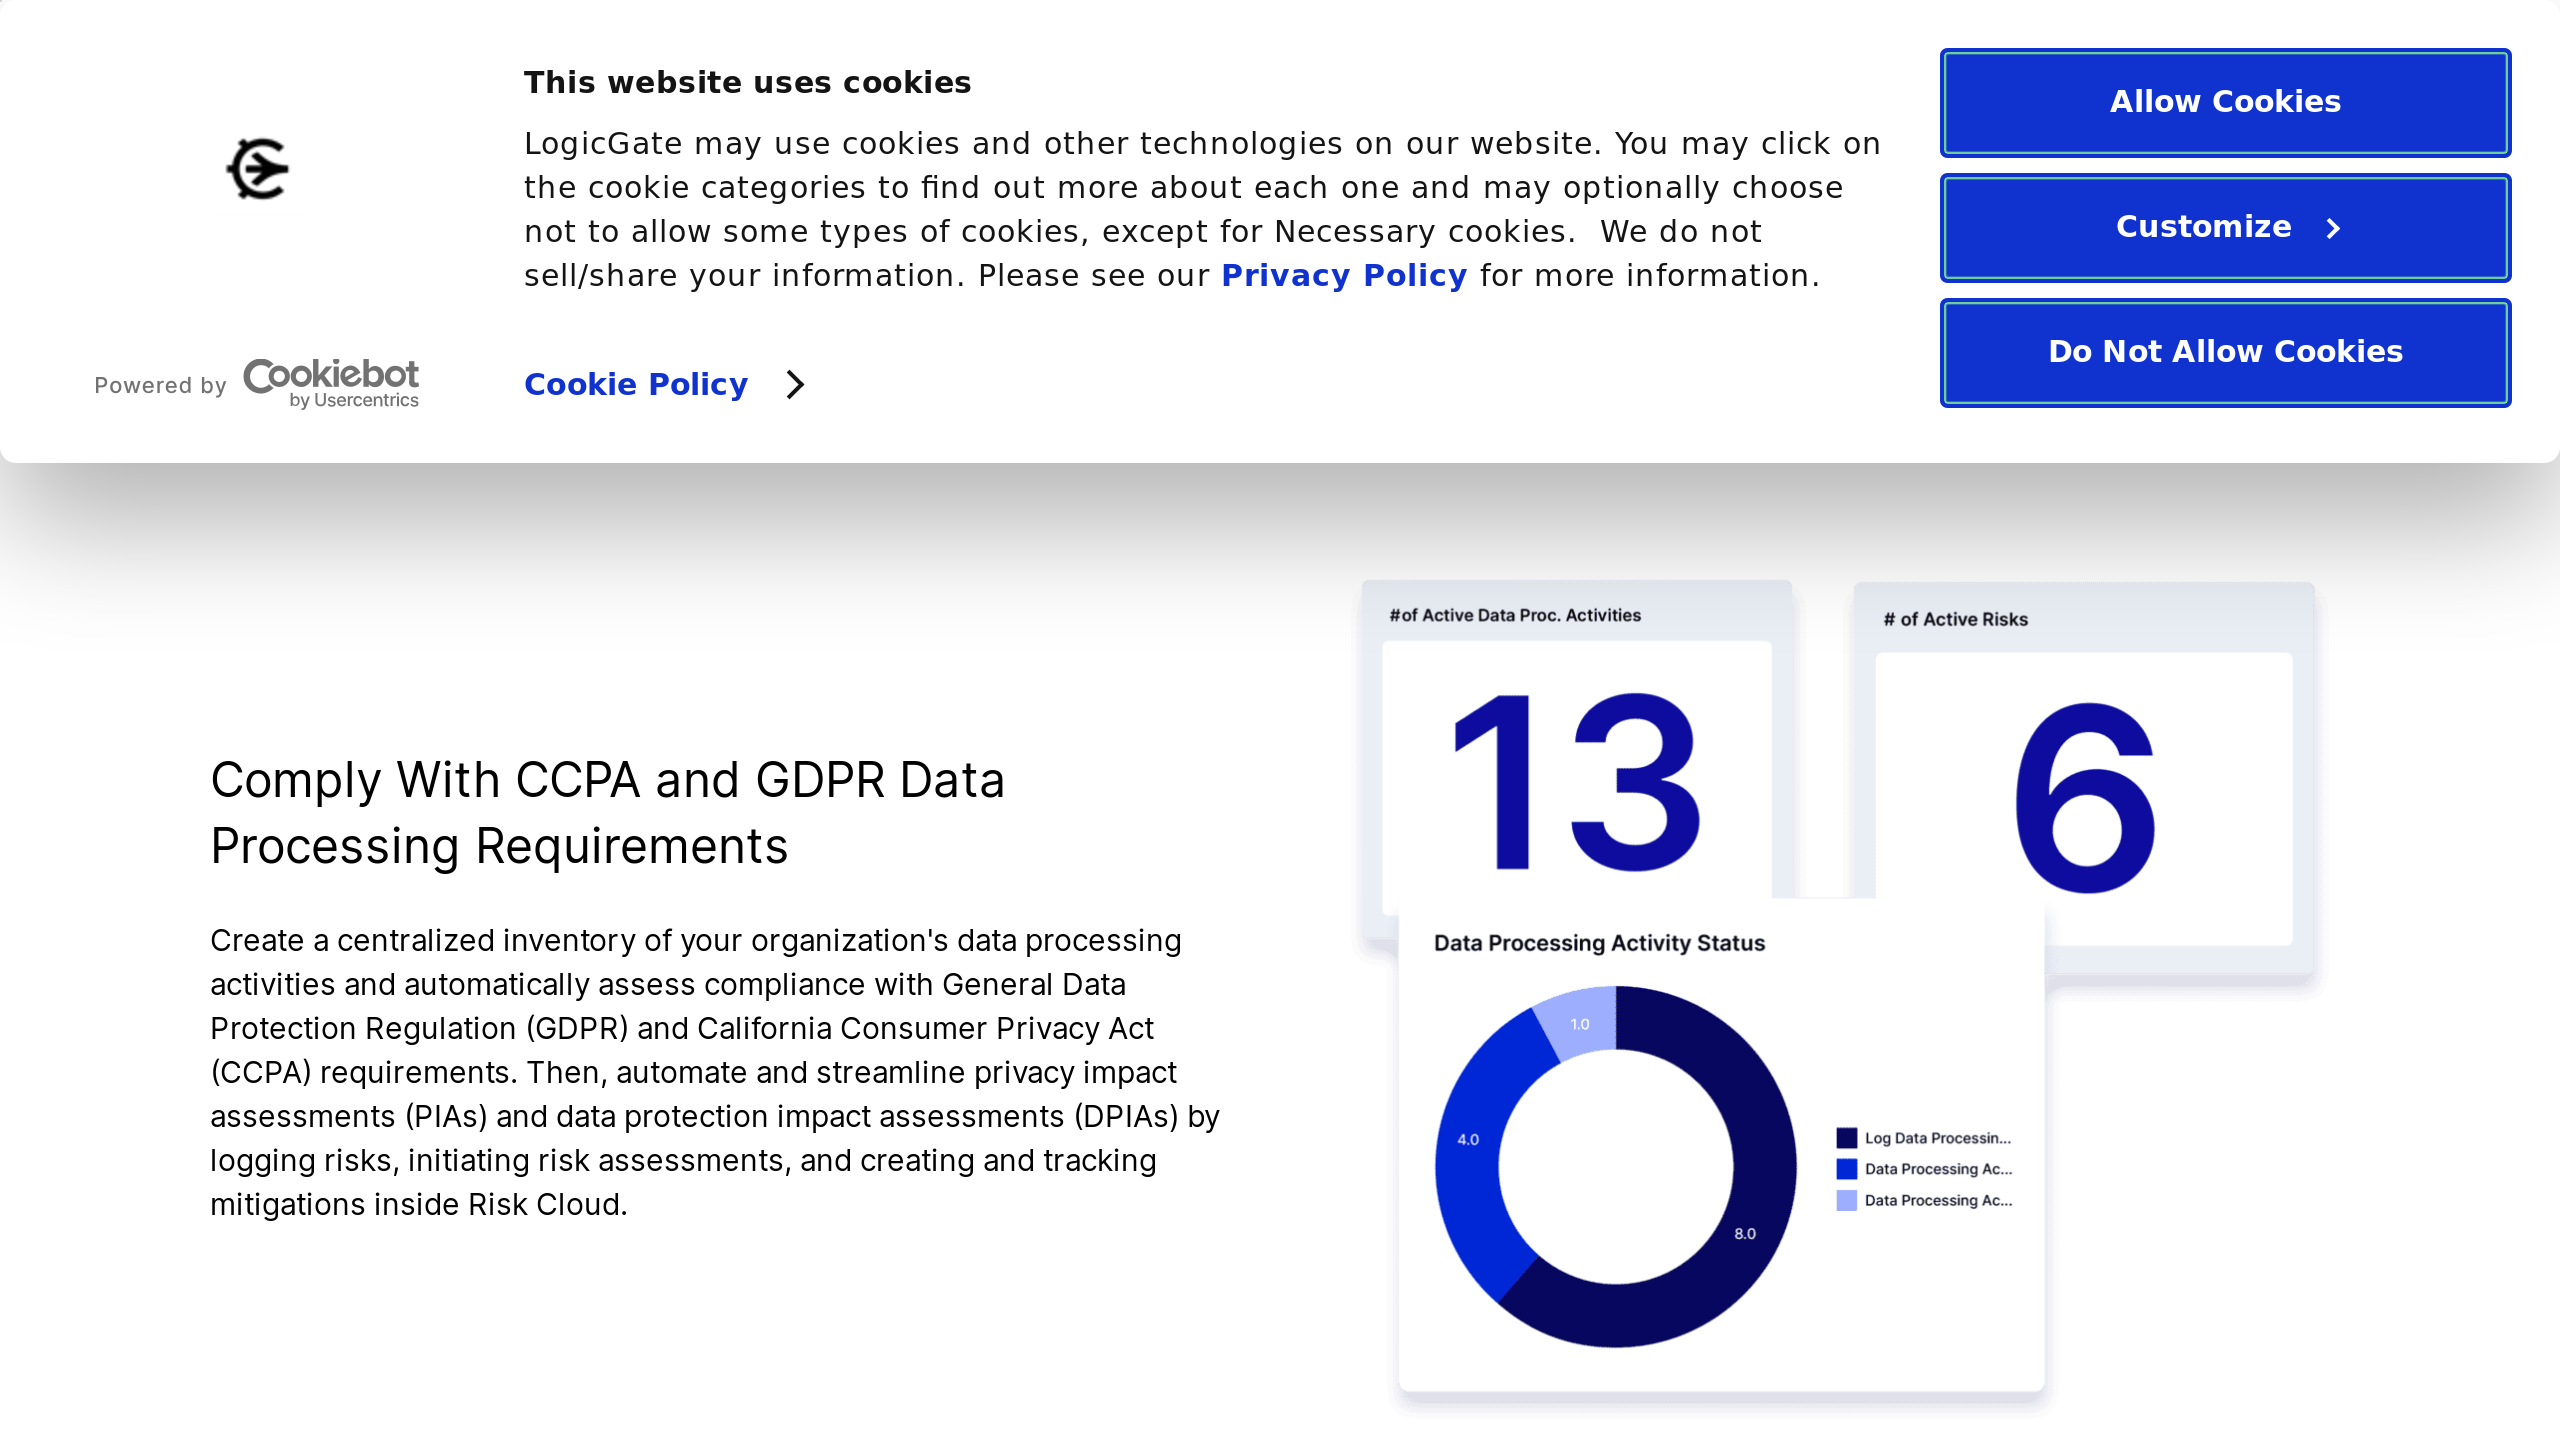 This website uses cookies
LogicGate may use cookies and other technologies on our website. You may click on
the cookie categories to find out more about each one and may optionally choose
not to allow some types of cookies, except for Necessary cookies.  We do not
sell/share your information. Please see our Privacy Policy for more information.
Powered by Cookiebot
by Usercentrics
Cookie Policy
Allow Cookies
Customize
Do Not Allow Cookies
Comply With CCPA and GDPR Data
Processing Requirements
Create a centralized inventory of your organization's data processing
activities and automatically assess compliance with General Data
Protection Regulation (GDPR) and California Consumer Privacy Act
(CCPA) requirements. Then, automate and streamline privacy impact
assessments (PIAs) and data protection impact assessments (DPIAs) by
logging risks, initiating risk assessments, and creating and tracking
mitigations inside Risk Cloud.
#of Active Data Proc. Activities
13
# of Active Risks
6
Data Processing Activity Status
1.0
4.0
8.0
Log Data Processin...
Data Processing Ac...
Data Processing Ac...